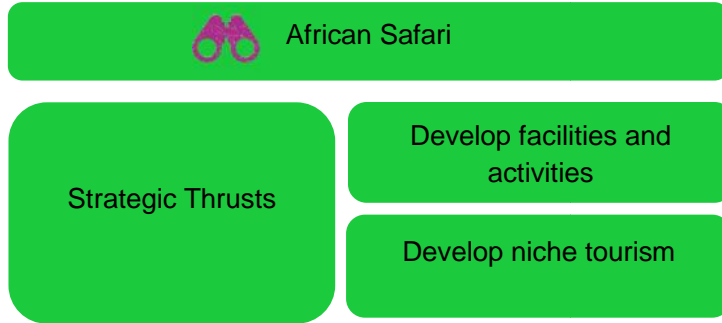 African Safari
Strategic Thrusts
Develop facilities and
activities
Develop niche tourism